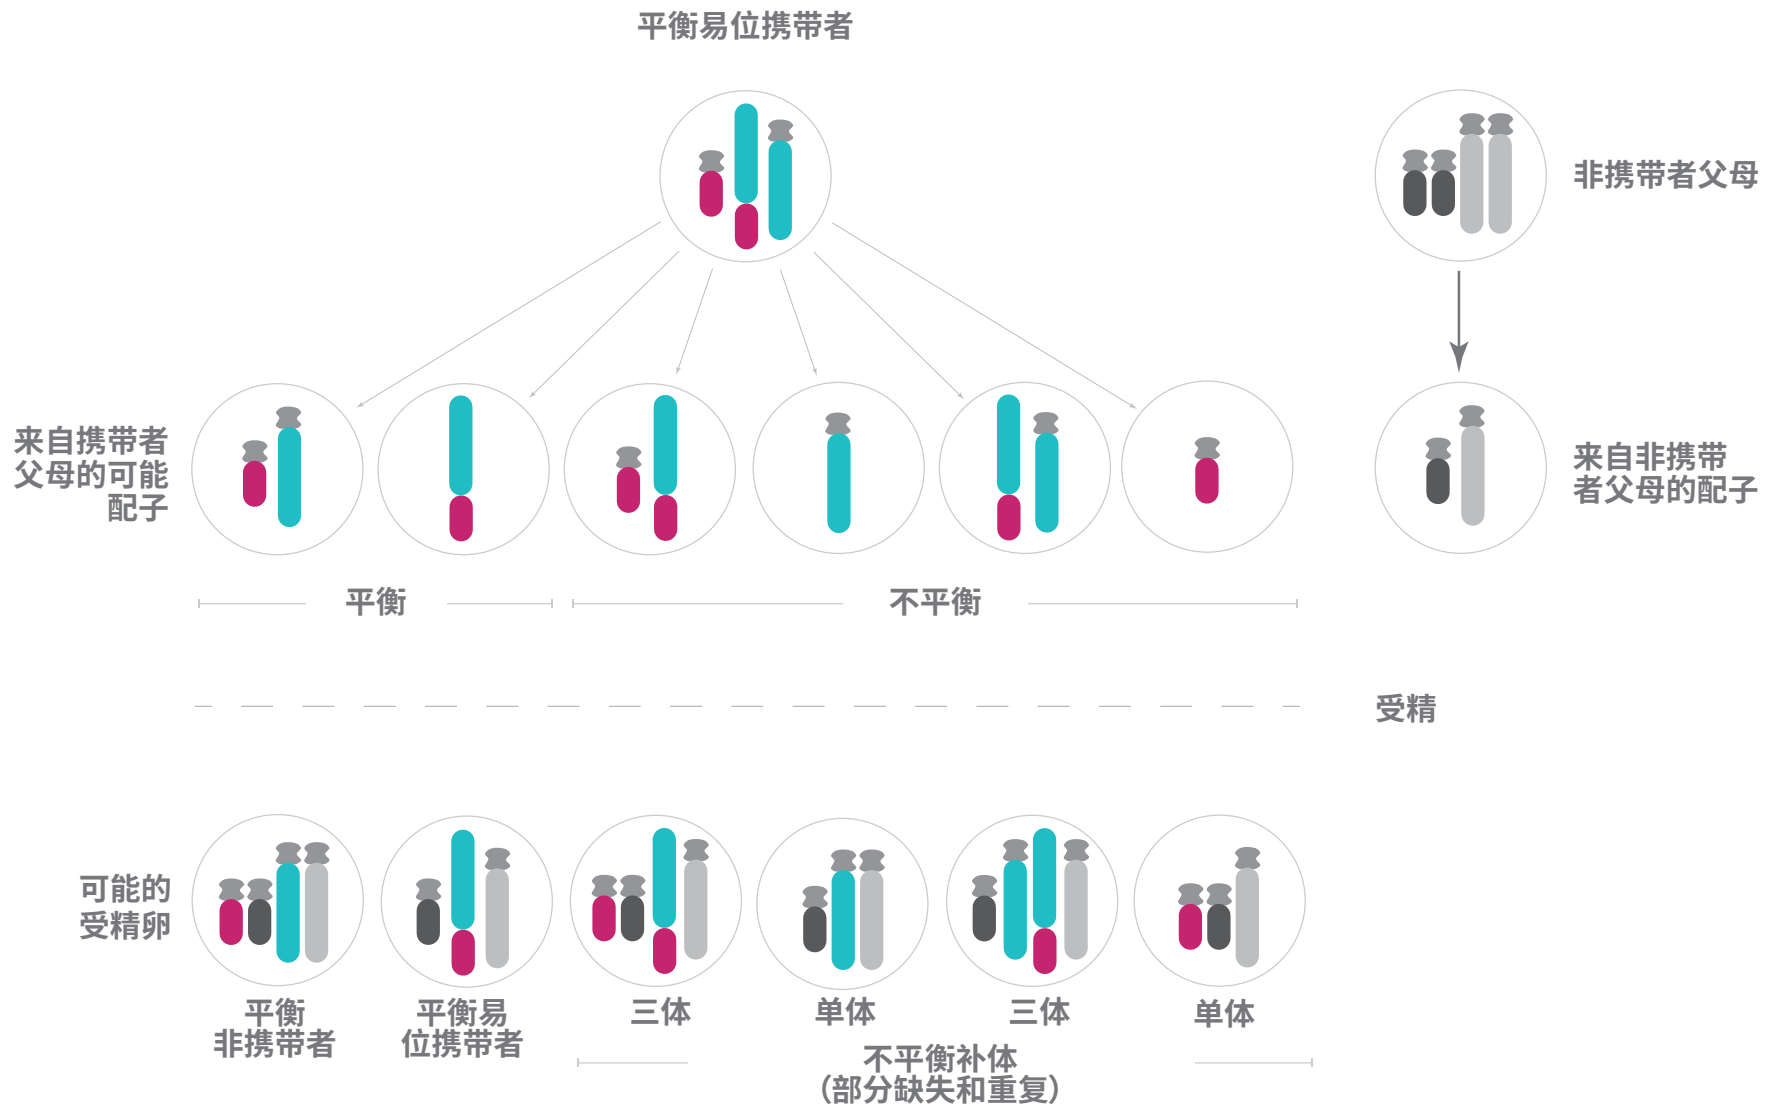 平衡易位携带者
非携带者父母
来自携带者
父母的可能
配子
来自非携带
者父母的配子
平衡
不平衡
受精
可能的
受精卵
平衡
非携带者
平衡易
位携带者
三体
单体
三体
单体
不平衡补体
（部分缺失和重复）